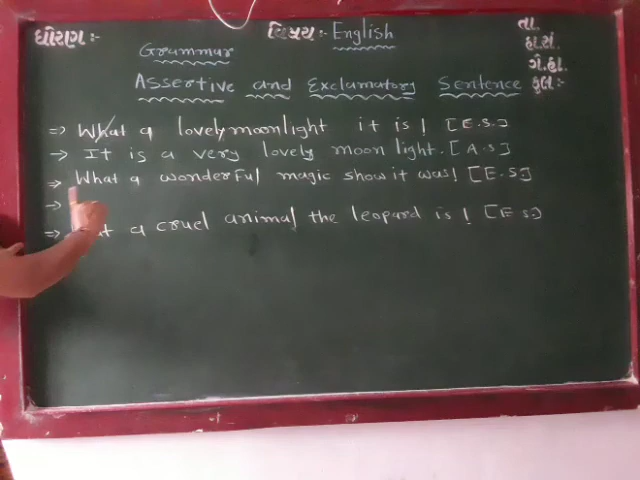 ધોરણ :-
વિષય :- English
તા.
હા.સં.
ગે.હા.
કુલ :-
Grammar
Assertive and Exclamatory Sentence
⇒ What a lovely moonlight it is ! [E.S.]
→ It is a very lovely moon light. [A.S]
⇒ What a wonderful magic show it was! [E.S]
⇒
⇒ at a cruel animal the leopard is ! [E S]